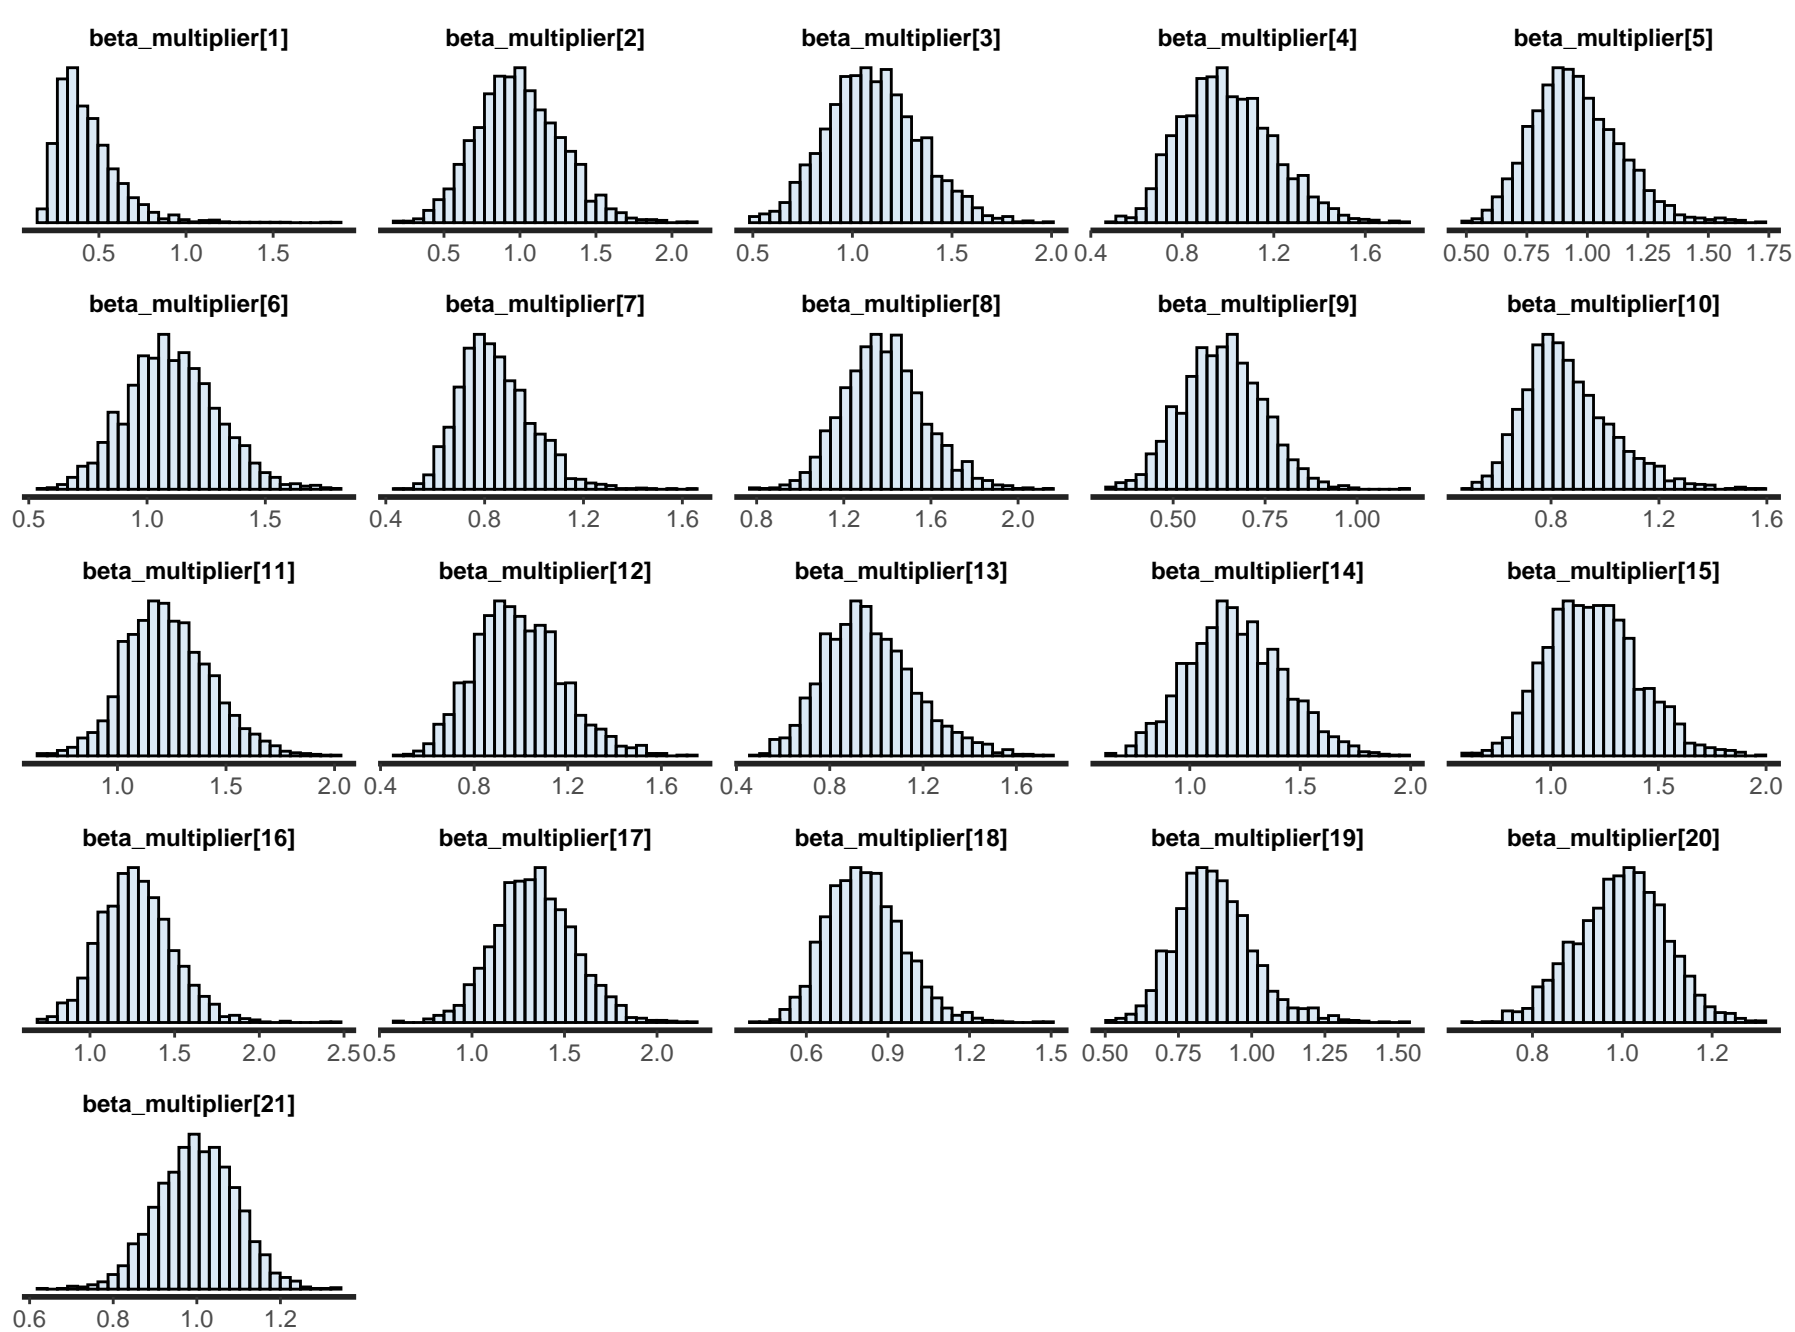 beta_multiplier[1] beta_multiplier[2] beta_multiplier[3] beta_multiplier[4] beta_multiplier[5]
0.5 1.0 1.5 0.5 1.0 1.5 2.0 0.5 1.0 1.5 2.0 0.4 0.8 1.2 1.6 0.50 0.75 1.00 1.25 1.50 1.75
beta_multiplier[6] beta_multiplier[7] beta_multiplier[8] beta_multiplier[9] beta_multiplier[10]
0.5 1.0 1.5 0.4 0.8 1.2 1.6 0.8 1.2 1.6 2.0 0.50 0.75 1.00 0.8 1.2 1.6
beta_multiplier[11] beta_multiplier[12] beta_multiplier[13] beta_multiplier[14] beta_multiplier[15]
1.0 1.5 2.0 0.4 0.8 1.2 1.6 0.4 0.8 1.2 1.6 1.0 1.5 2.0 1.0 1.5 2.0
beta_multiplier[16] beta_multiplier[17] beta_multiplier[18] beta_multiplier[19] beta_multiplier[20]
1.0 1.5 2.0 2.5 0.5 1.0 1.5 2.0 0.6 0.9 1.2 1.5 0.50 0.75 1.00 1.25 1.50 0.8 1.0 1.2
beta_multiplier[21]
0.6 0.8 1.0 1.2